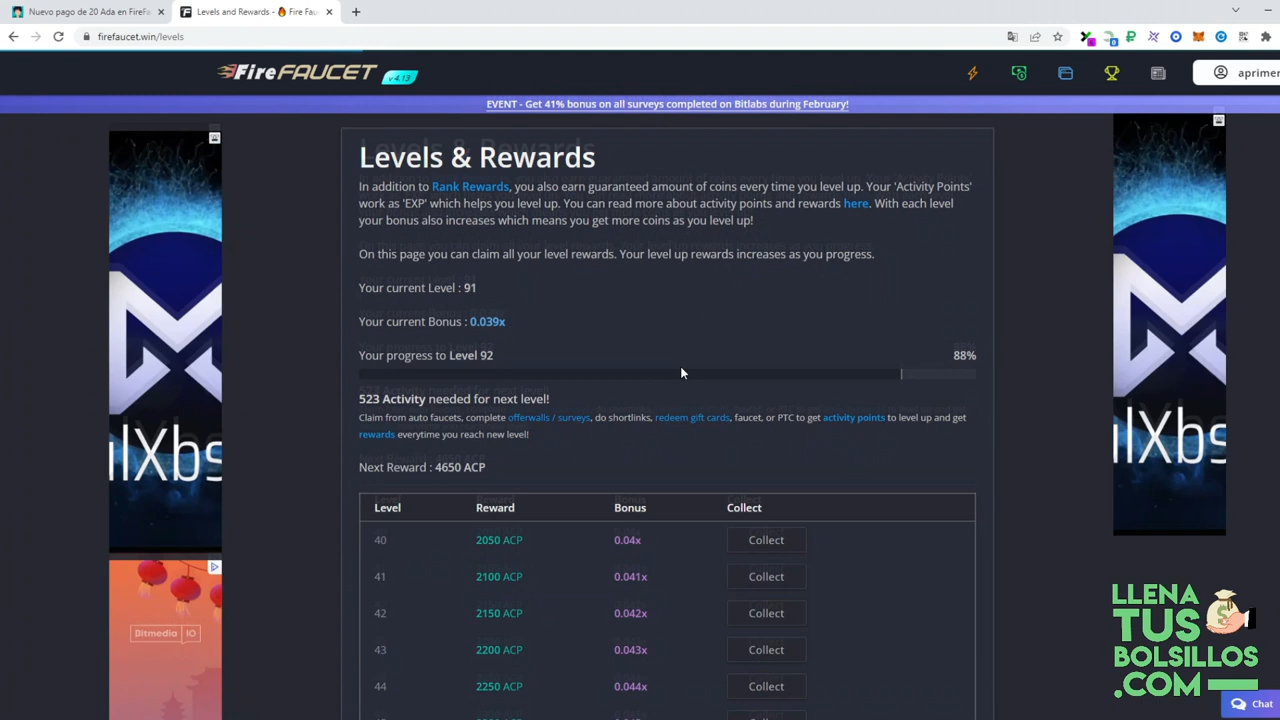 Nuevo pago de 20 Ada en FireFa
Levels and Rewards - 🔥 Fire Fau
firefaucet.win/levels
Fire FAUCET v 4.13
aprimer
EVENT - Get 41% bonus on all surveys completed on Bitlabs during February!
Levels & Rewards
In addition to Rank Rewards, you also earn guaranteed amount of coins every time you level up. Your 'Activity Points'
work as 'EXP' which helps you level up. You can read more about activity points and rewards here. With each level
your bonus also increases which means you get more coins as you level up!
On this page you can claim all your level rewards. Your level up rewards increases as you progress.
Your current Level : 91
Your current Bonus : 0.039x
Your progress to Level 92 88%
523 Activity needed for next level!
Claim from auto faucets, complete offerwalls / surveys, do shortlinks, redeem gift cards, faucet, or PTC to get activity points to level up and get
rewards everytime you reach new level!
Next Reward : 4650 ACP
Level Reward Bonus Collect
40 2050 ACP 0.04x Collect
41 2100 ACP 0.041x Collect
42 2150 ACP 0.042x Collect
43 2200 ACP 0.043x Collect
44 2250 ACP 0.044x Collect
lXbs
Bitmedia IO
lXbs
LLENA
TUS
BOLSILLOS
.COM
Chat